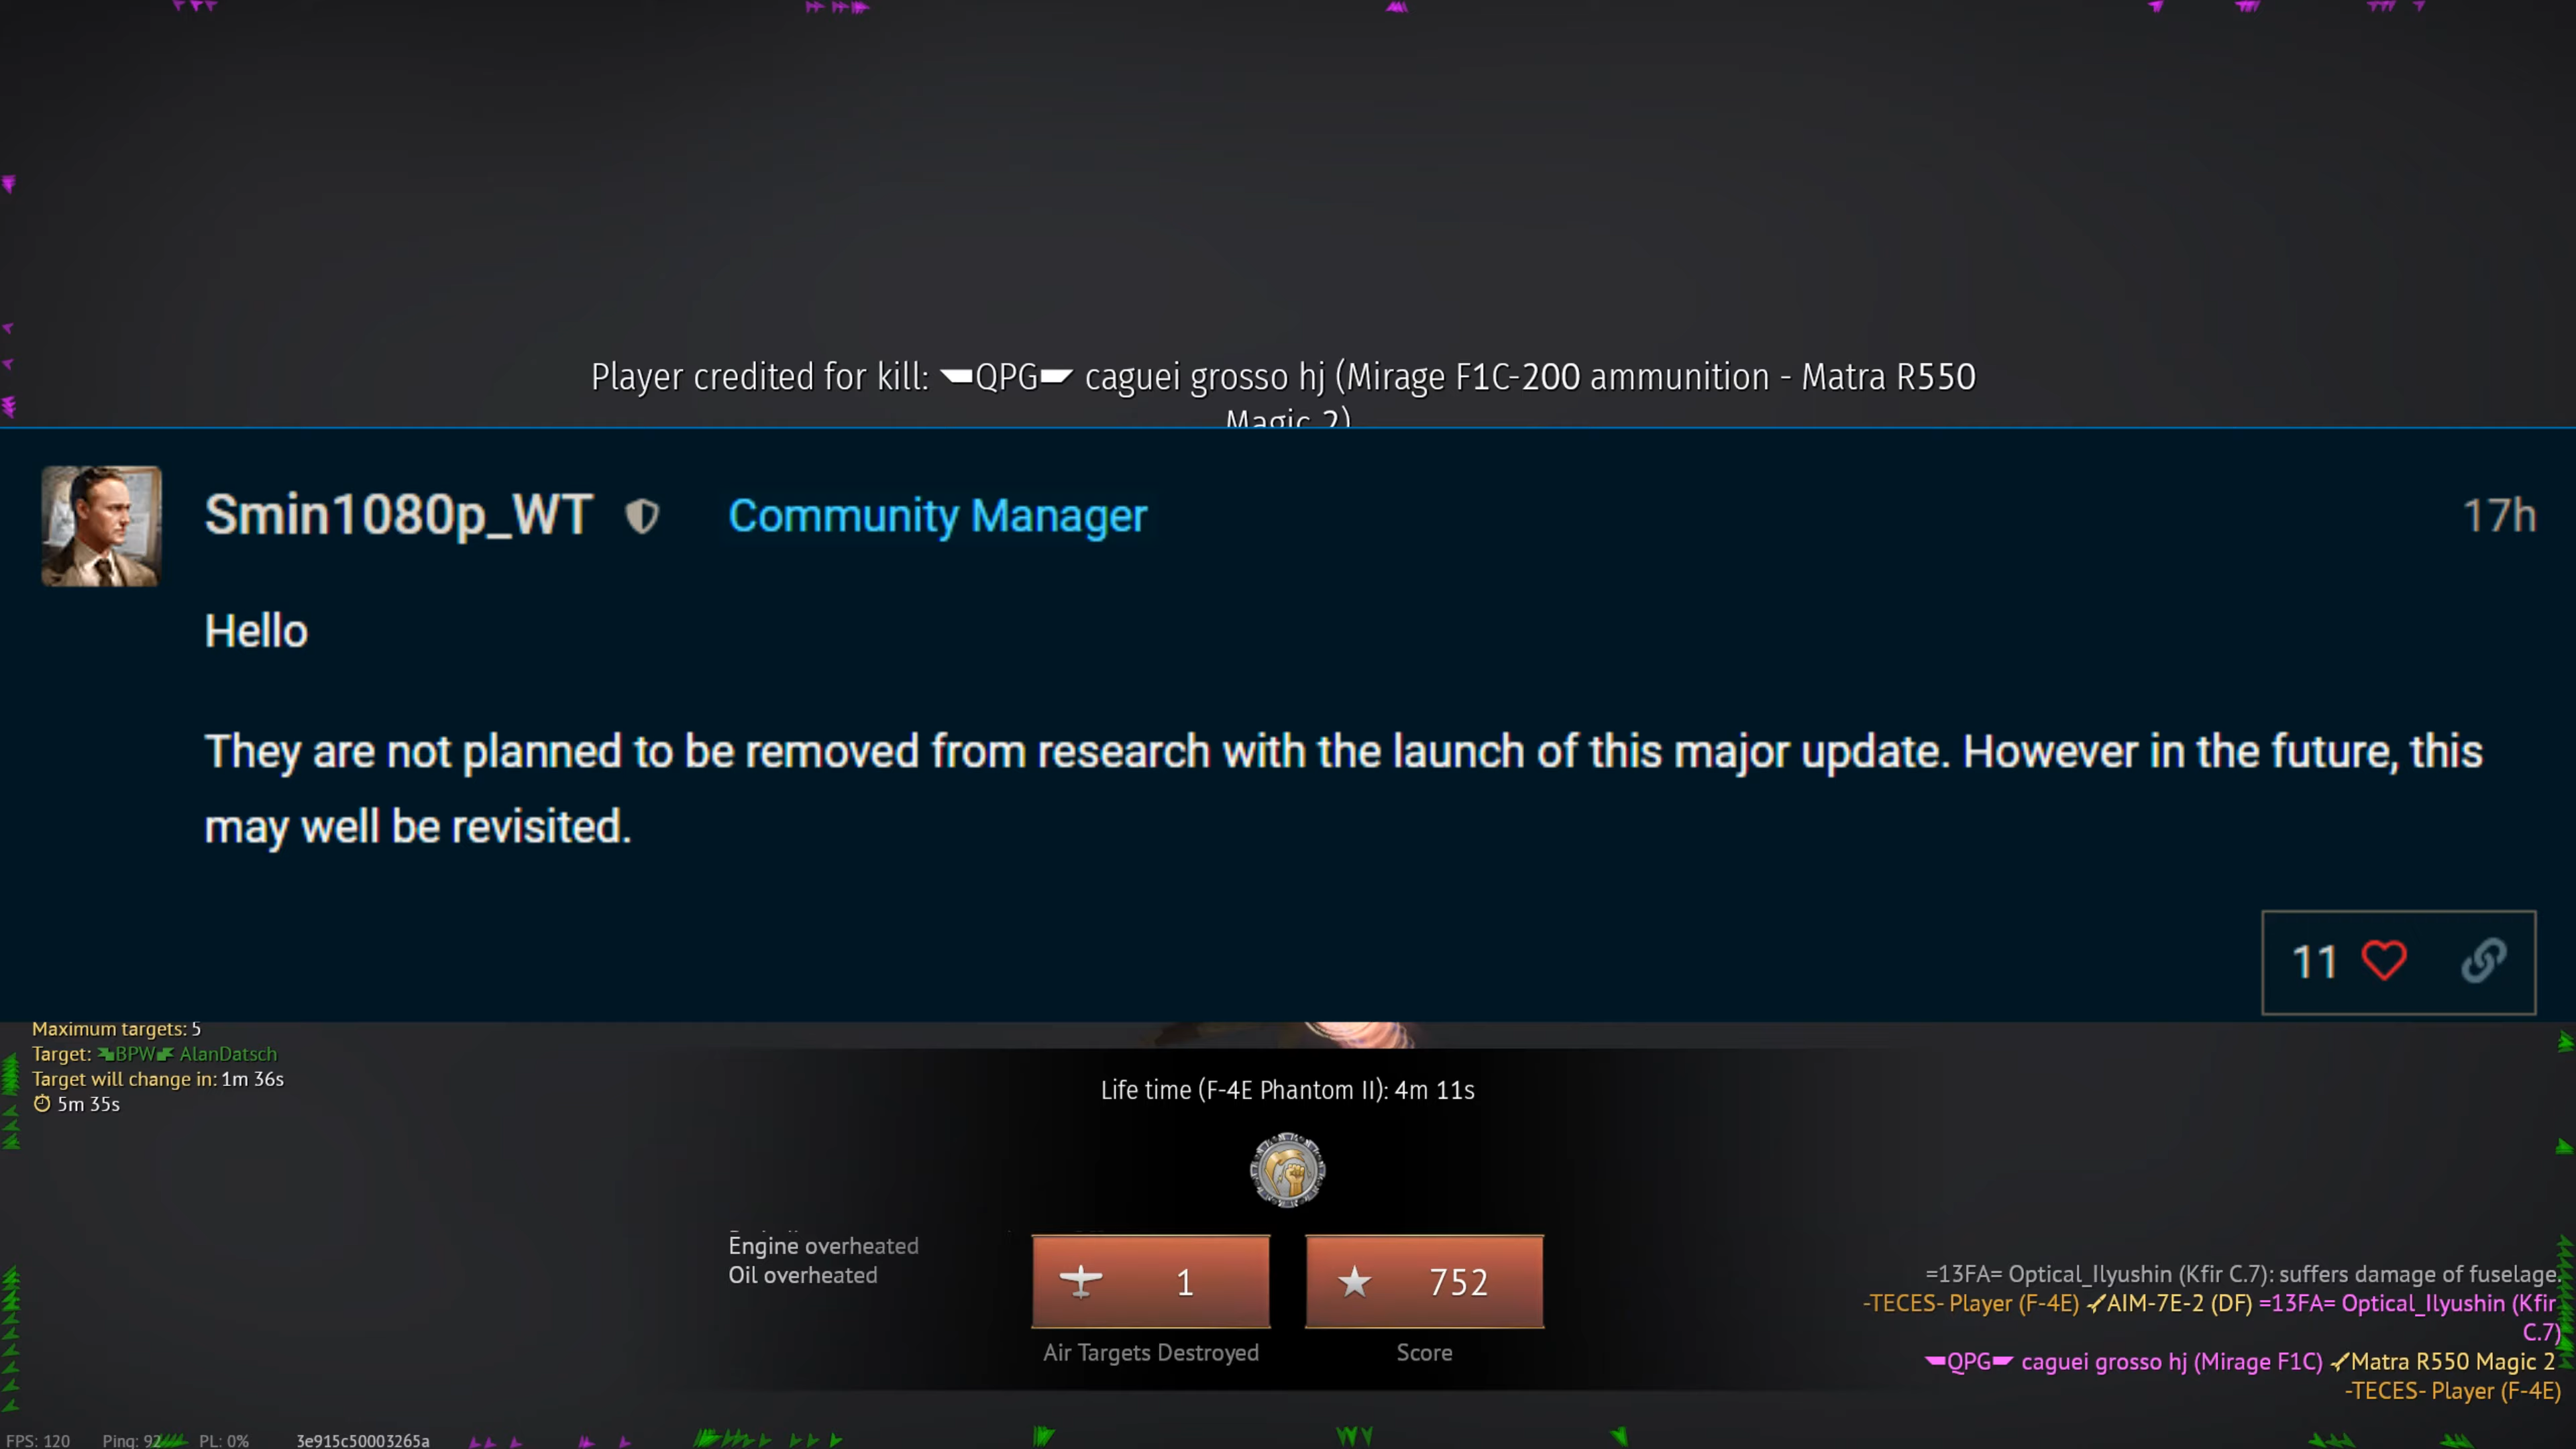 Player credited for kill: QPG caguei grosso hj (Mirage F1C-200 ammunition - Matra R550
Magic 2)
Smin1080p_WT Community Manager 17h
Hello
They are not planned to be removed from research with the launch of this major update. However in the future, this
may well be revisited.
11
Maximum targets: 5
Target: BPW AlanDatsch
Target will change in: 1m 36s
5m 35s
Life time (F-4E Phantom II): 4m 11s
Engine overheated
Oil overheated
1
752
Air Targets Destroyed
Score
=13FA= Optical_Ilyushin (Kfir C.7): suffers damage of fuselage.
-TECES- Player (F-4E) AIM-7E-2 (DF) =13FA= Optical_Ilyushin (Kfir
C.7)
QPG caguei grosso hj (Mirage F1C) Matra R550 Magic 2
-TECES- Player (F-4E)
FPS: 120 Ping: 92 PL: 0% 3e915c50003265a